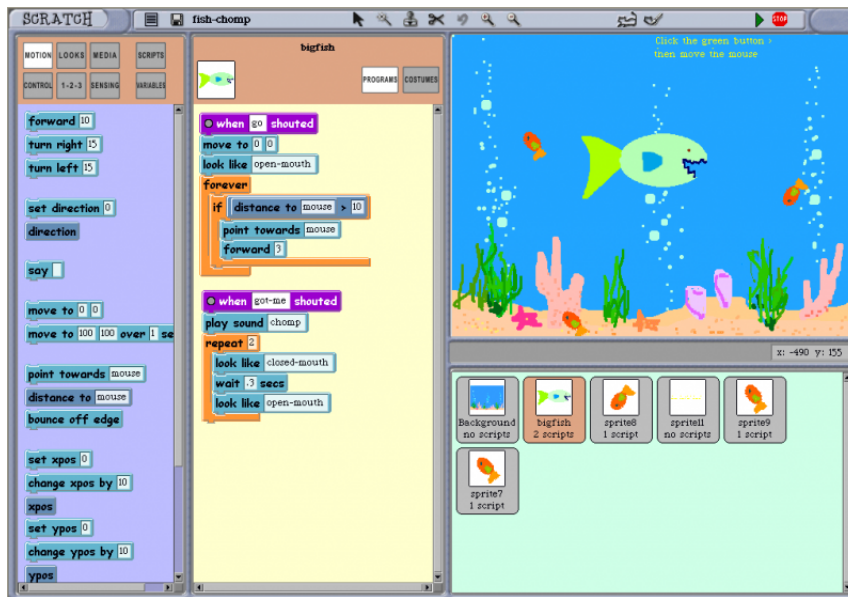 SCRATCH fish-chomp
MOTION LOOKS MEDIA SCRIPTS
CONTROL 1-2-3 SENSING VARIABLES
forward 10
turn right 15
turn left 15
set direction 0
direction
say
move to 0 0
move to 100 100 over 1 se
point towards mouse
distance to mouse
bounce off edge
set xpos 0
change xpos by 10
xpos
set ypos 0
change ypos by 10
ypos
bigfish
PROGRAMS COSTUMES
when go shouted
move to 0 0
look like open-mouth
forever
if distance to mouse > 10
point towards mouse
forward 3
when got-me shouted
play sound chomp
repeat 2
look like closed-mouth
wait .3 secs
look like open-mouth
STOP
Click the green button >
then move the mouse
x: -490 y: 155
Background
no scripts
bigfish
2 scripts
sprite8
1 script
sprite11
no scripts
sprite9
1 script
sprite7
1 script